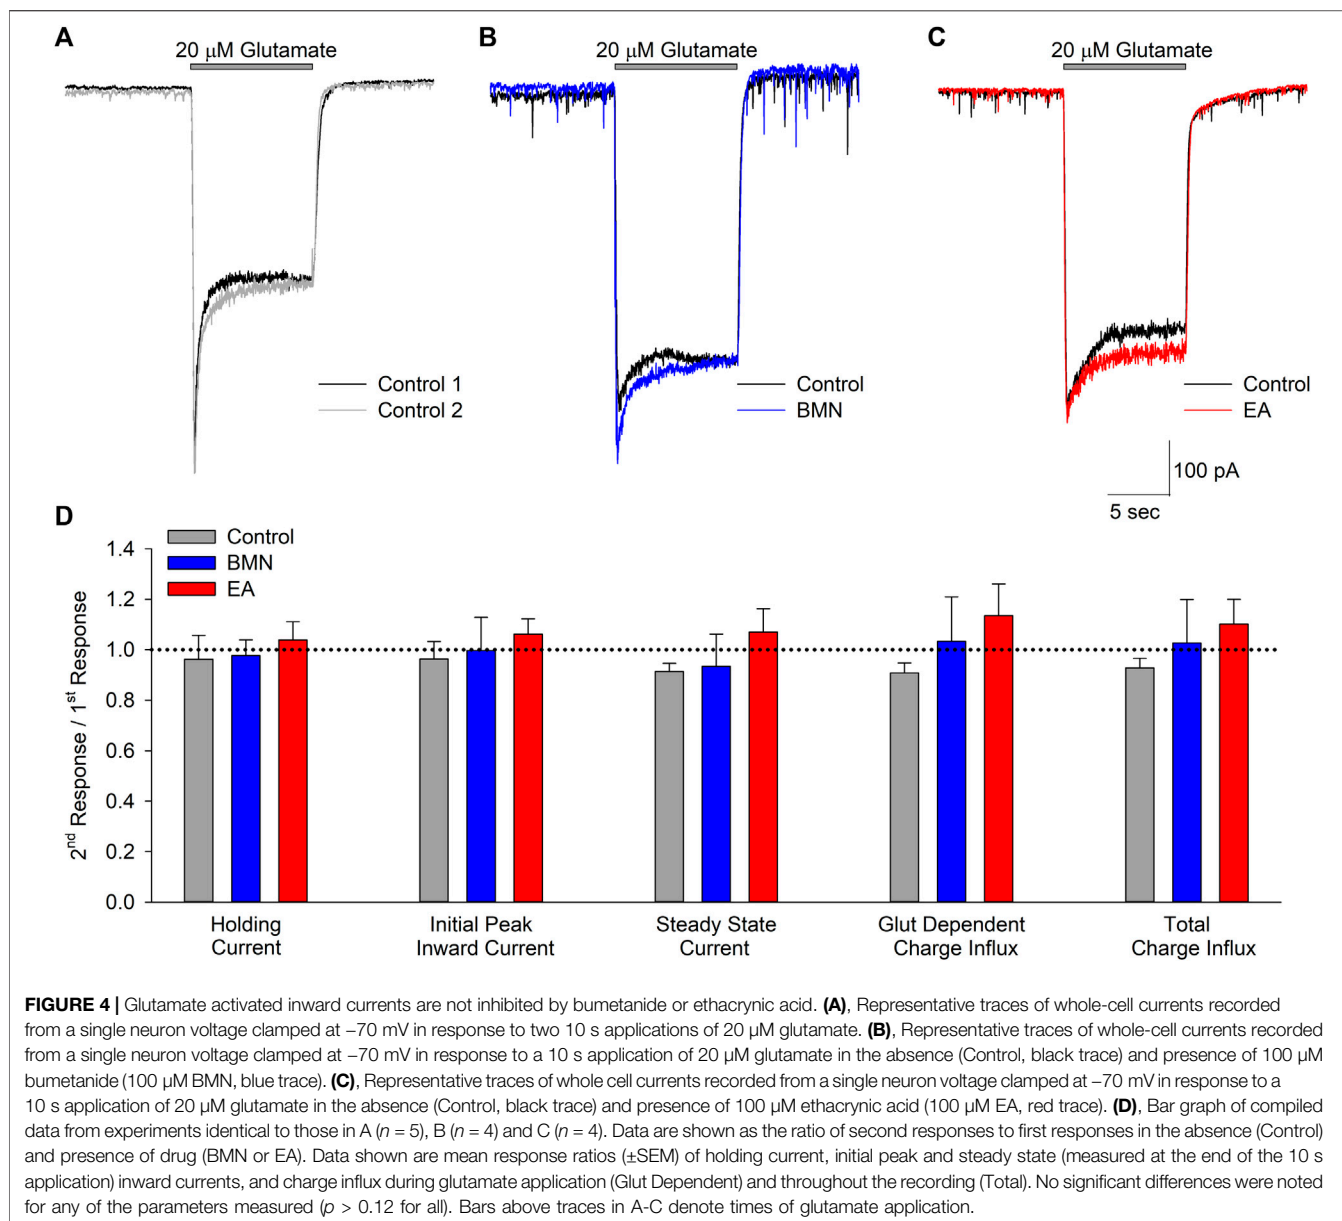 A
20 μM Glutamate
Control 1
Control 2
B
20 μM Glutamate
Control
BMN
C
20 μM Glutamate
Control
EA
100 pA
5 sec
D
Control
BMN
EA
2nd Response / 1st Response
1.4
1.2
1.0
0.8
0.6
0.4
0.2
0.0
Holding
Current
Initial Peak
Inward Current
Steady State
Current
Glut Dependent
Charge Influx
Total
Charge Influx
FIGURE 4 | Glutamate activated inward currents are not inhibited by bumetanide or ethacrynic acid. (A), Representative traces of whole-cell currents recorded
from a single neuron voltage clamped at −70 mV in response to two 10 s applications of 20 μM glutamate. (B), Representative traces of whole-cell currents recorded
from a single neuron voltage clamped at −70 mV in response to a 10 s application of 20 μM glutamate in the absence (Control, black trace) and presence of 100 μM
bumetanide (100 μM BMN, blue trace). (C), Representative traces of whole cell currents recorded from a single neuron voltage clamped at −70 mV in response to a
10 s application of 20 μM glutamate in the absence (Control, black trace) and presence of 100 μM ethacrynic acid (100 μM EA, red trace). (D), Bar graph of compiled
data from experiments identical to those in A (n = 5), B (n = 4) and C (n = 4). Data are shown as the ratio of second responses to first responses in the absence (Control)
and presence of drug (BMN or EA). Data shown are mean response ratios (±SEM) of holding current, initial peak and steady state (measured at the end of the 10 s
application) inward currents, and charge influx during glutamate application (Glut Dependent) and throughout the recording (Total). No significant differences were noted
for any of the parameters measured (p > 0.12 for all). Bars above traces in A-C denote times of glutamate application.